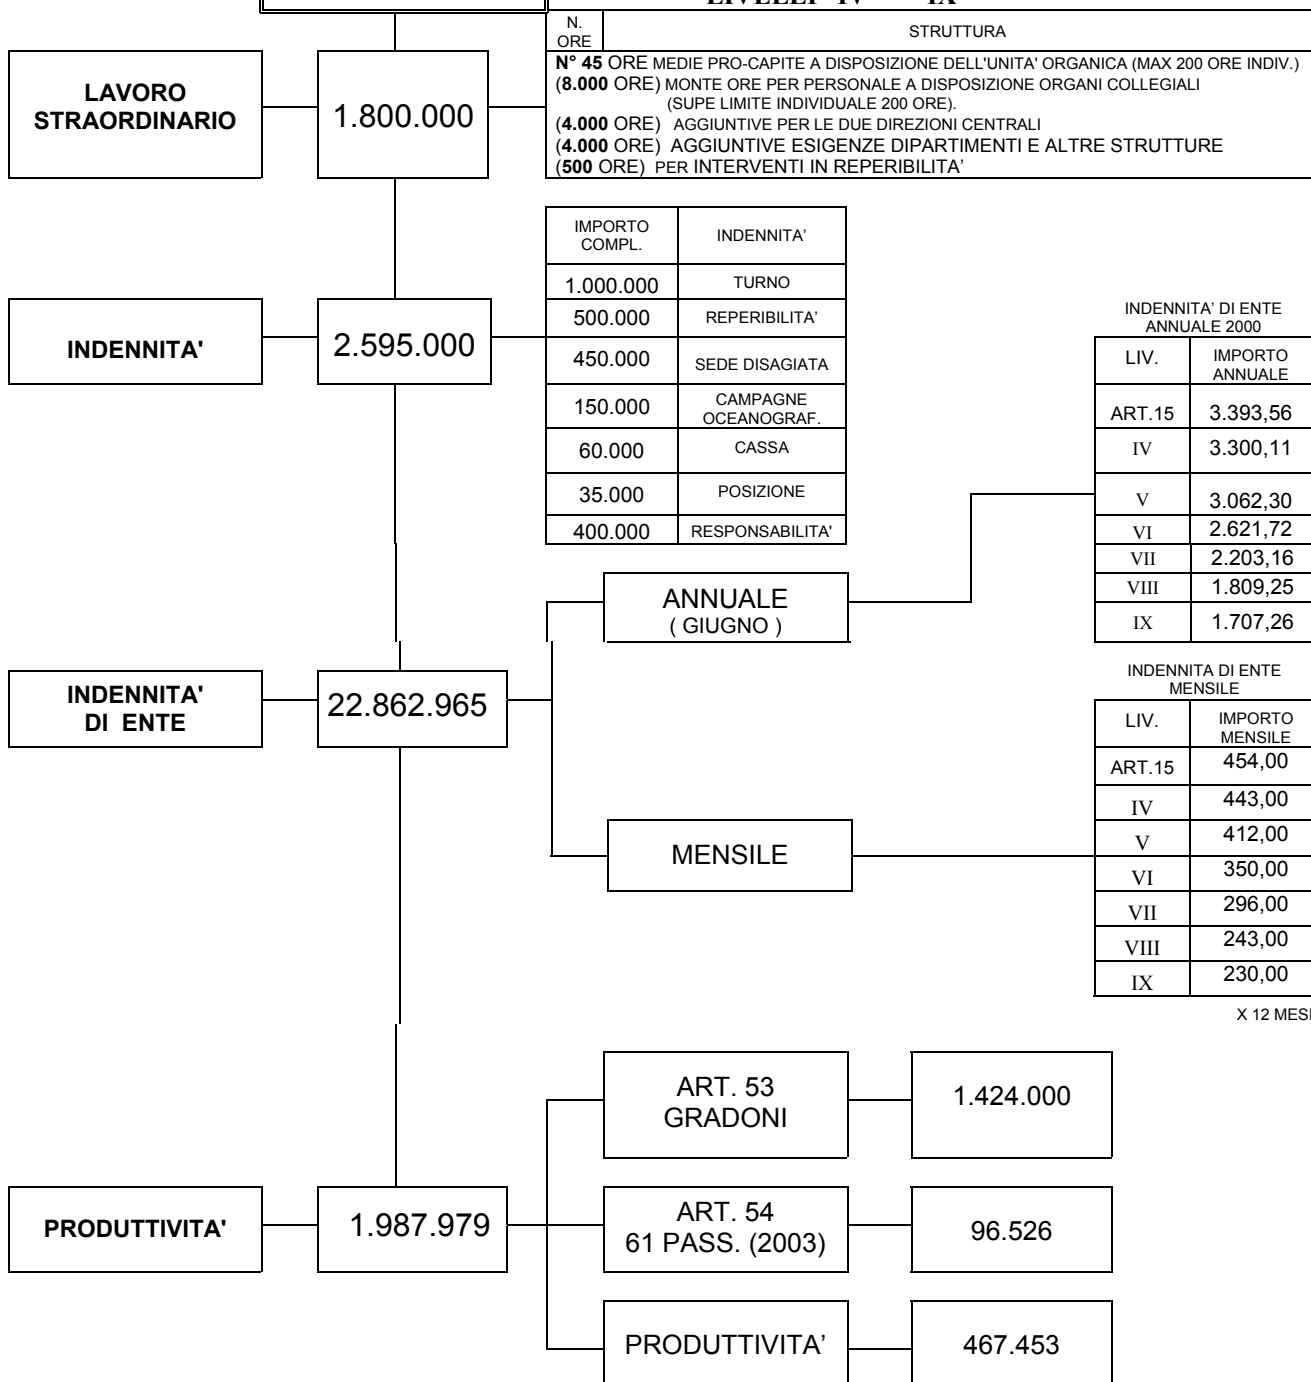 LIVELLI IV IX
N.
ORE
STRUTTURA
LAVORO
STRAORDINARIO
1.800.000
N° 45 ORE MEDIE PRO-CAPITE A DISPOSIZIONE DELL'UNITA' ORGANICA (MAX 200 ORE INDIV.)
(8.000 ORE) MONTE ORE PER PERSONALE A DISPOSIZIONE ORGANI COLLEGIALI
(SUPE LIMITE INDIVIDUALE 200 ORE).
(4.000 ORE) AGGIUNTIVE PER LE DUE DIREZIONI CENTRALI
(4.000 ORE) AGGIUNTIVE ESIGENZE DIPARTIMENTI E ALTRE STRUTTURE
(500 ORE) PER INTERVENTI IN REPERIBILITA'
INDENNITA'
2.595.000
IMPORTO
COMPL.
INDENNITA'
1.000.000 TURNO
500.000 REPERIBILITA'
450.000 SEDE DISAGIATA
150.000 CAMPAGNE
OCEANOGRAF.
60.000 CASSA
35.000 POSIZIONE
400.000 RESPONSABILITA'
INDENNITA' DI ENTE
ANNUALE 2000
LIV. IMPORTO
ANNUALE
ART.15 3.393,56
IV 3.300,11
V 3.062,30
VI 2.621,72
VII 2.203,16
VIII 1.809,25
IX 1.707,26
INDENNITA'
DI ENTE
22.862.965
ANNUALE
( GIUGNO )
MENSILE
INDENNITA DI ENTE
MENSILE
LIV. IMPORTO
MENSILE
ART.15 454,00
IV 443,00
V 412,00
VI 350,00
VII 296,00
VIII 243,00
IX 230,00
X 12 MESI
PRODUTTIVITA'
1.987.979
ART. 53
GRADONI
1.424.000
ART. 54
61 PASS. (2003)
96.526
PRODUTTIVITA'
467.453